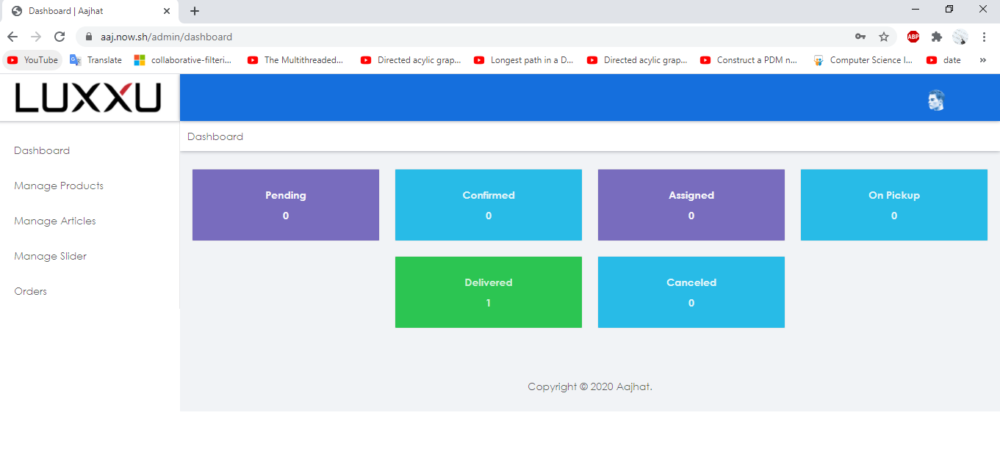 Dashboard | Aajhat
aaj.now.sh/admin/dashboard
ABP
YouTube
Translate
collaborative-filteri...
The Multithreaded...
Directed acylic grap...
Longest path in a D...
Directed acylic grap...
Construct a PDM n...
Computer Science I...
date
»
LUXXU
Dashboard
Dashboard
Manage Products
Manage Articles
Manage Slider
Orders
Pending
0
Confirmed
0
Assigned
0
On Pickup
0
Delivered
1
Canceled
0
Copyright © 2020 Aajhat.